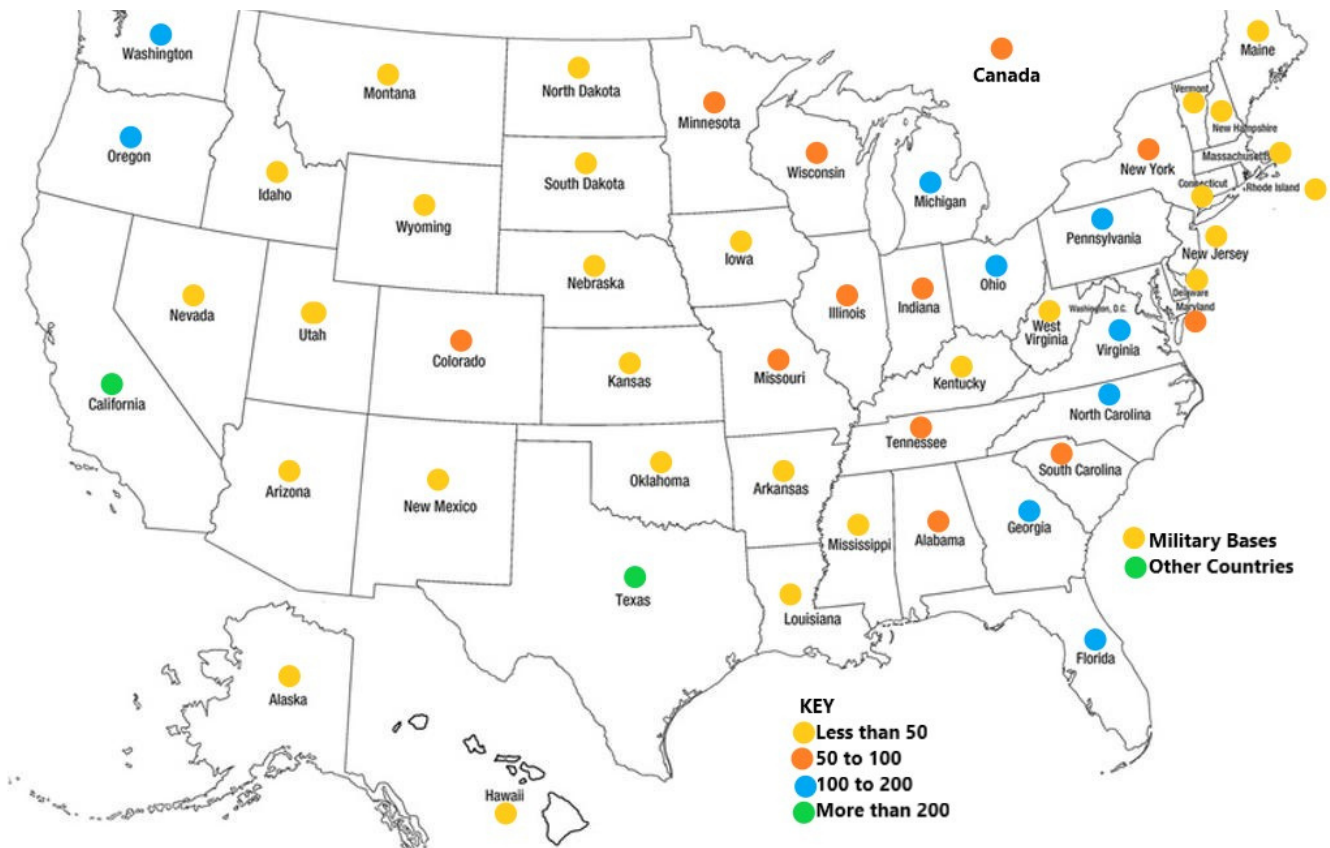 Washington
Montana
North Dakota
Minnesota
Canada
Maine
Vermont
New Hampshire
Oregon
Idaho
Wyoming
South Dakota
Wisconsin
Michigan
New York
Massachusetts
Connecticut
Rhode Island
Nevada
Utah
Colorado
Nebraska
Iowa
Illinois
Indiana
Ohio
Pennsylvania
New Jersey
Delaware
Maryland
Washington, D.C.
West
Virginia
Virginia
California
Kansas
Missouri
Kentucky
North Carolina
Tennessee
South Carolina
Arizona
New Mexico
Oklahoma
Arkansas
Mississippi
Alabama
Georgia
Military Bases
Other Countries
Texas
Louisiana
Florida
Alaska
Hawaii
KEY
Less than 50
50 to 100
100 to 200
More than 200